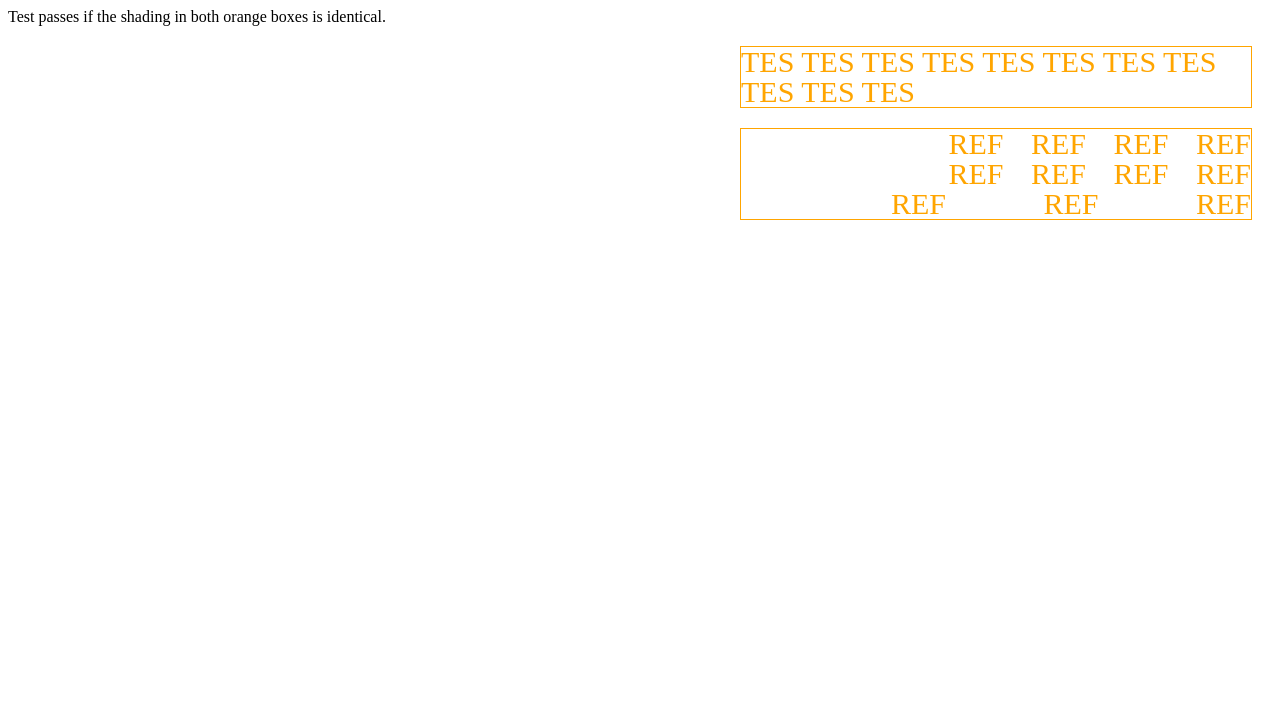 Test passes if the shading in both orange boxes is identical.
TES TES TES TES TES TES TES TES
TES TES TES
REF REF REF REF
REF REF REF REF
REF REF REF